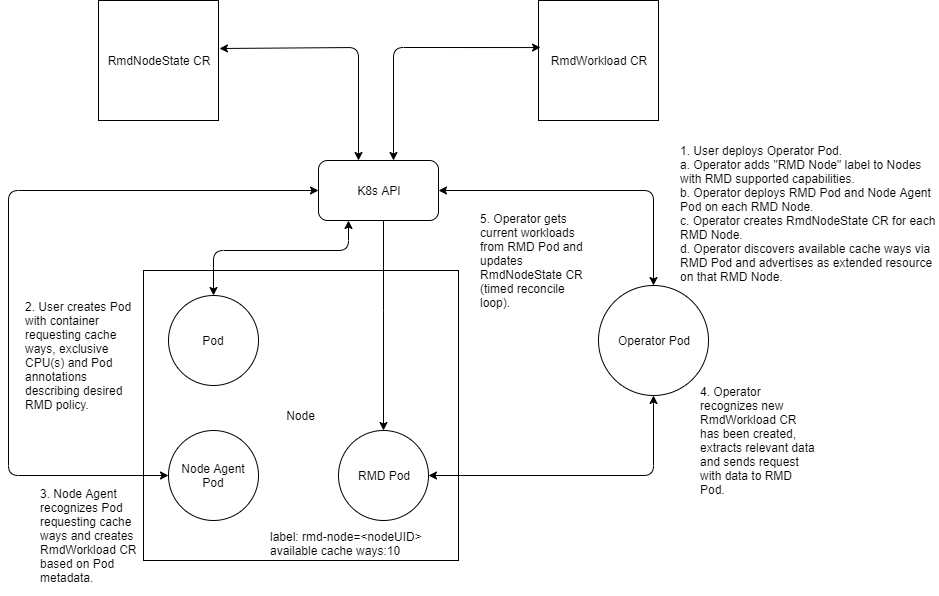 RmdNodeState CR
RmdWorkload CR
K8s API
1. User deploys Operator Pod.
a. Operator adds "RMD Node" label to Nodes
with RMD supported capabilities.
b. Operator deploys RMD Pod and Node Agent
Pod on each RMD Node.
c. Operator creates RmdNodeState CR for each
RMD Node.
d. Operator discovers available cache ways via
RMD Pod and advertises as extended resource
on that RMD Node.
5. Operator gets
current workloads
from RMD Pod and
updates
RmdNodeState CR
(timed reconcile
loop).
2. User creates Pod
with container
requesting cache
ways, exclusive
CPU(s) and Pod
annotations
describing desired
RMD policy.
Pod
Operator Pod
Node
4. Operator
recognizes new
RmdWorkload CR
has been created,
extracts relevant data
and sends request
with data to RMD
Pod.
Node Agent
Pod
RMD Pod
3. Node Agent
recognizes Pod
requesting cache
ways and creates
RmdWorkload CR
based on Pod
metadata.
label: rmd-node=<nodeUID>
available cache ways:10